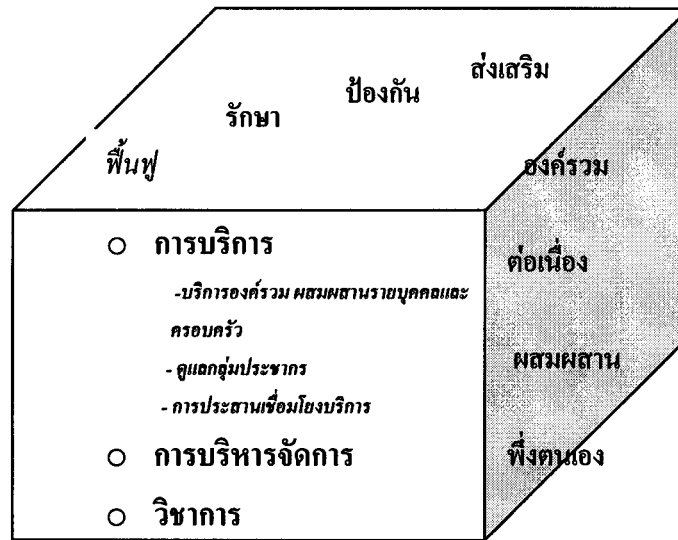 ส่งเสริม
ป้องกัน
รักษา
ฟื้นฟู
องค์รวม
ต่อเนื่อง
ผสมผสาน
พึ่งตนเอง
○ การบริการ
-บริการองค์รวม ผสมผสานรายบุคคลและ
ครอบครัว
- ดูแลกลุ่มประชากร
- การประสานเชื่อมโยงบริการ
○ การบริหารจัดการ
○ วิชาการ